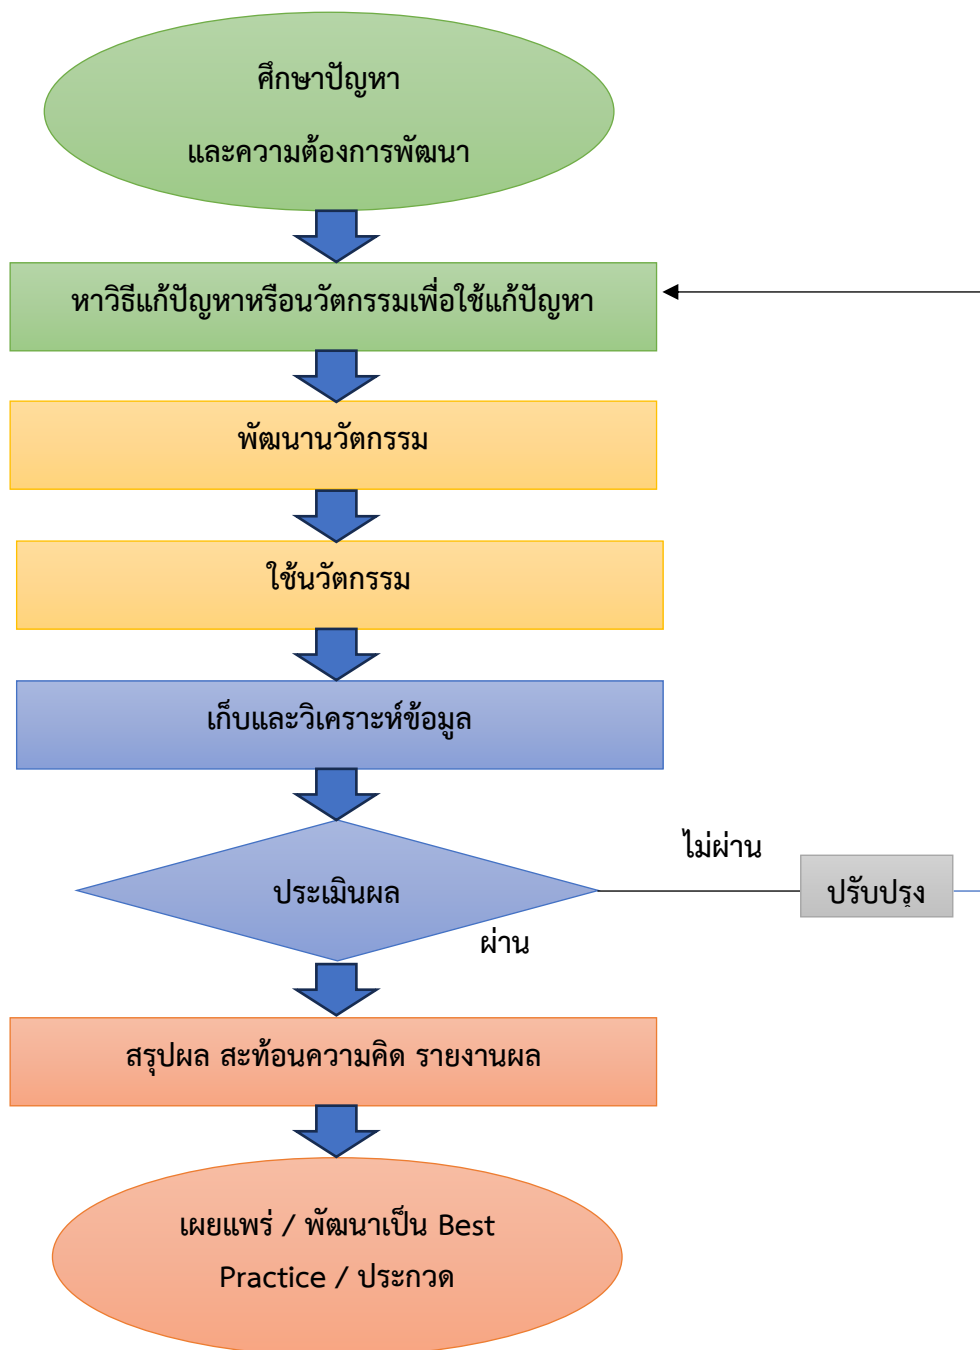 ศึกษาปัญหา
และความต้องการพัฒนา
หาวิธีแก้ปัญหาหรือนวัตกรรมเพื่อใช้แก้ปัญหา
พัฒนานวัตกรรม
ใช้นวัตกรรม
เก็บและวิเคราะห์ข้อมูล
ไม่ผ่าน
ประเมินผล
ปรับปรุง
ผ่าน
สรุปผล สะท้อนความคิด รายงานผล
เผยแพร่ / พัฒนาเป็น Best
Practice / ประกวด